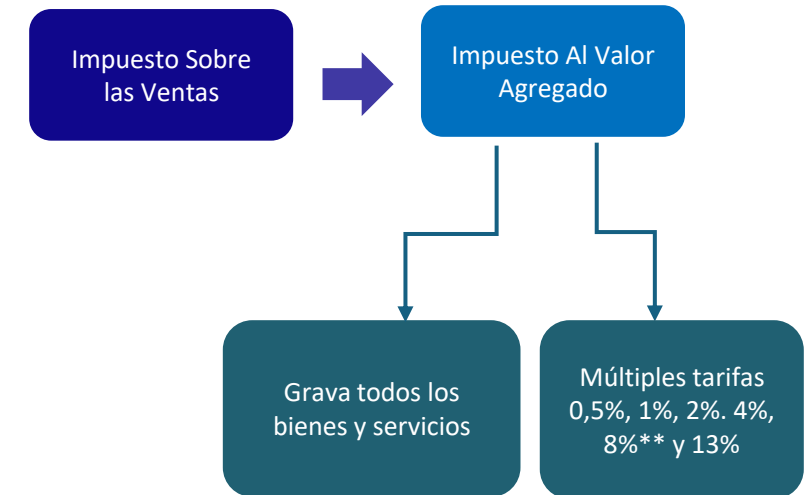 Impuesto Sobre
las Ventas
Impuesto Al Valor
Agregado
Grava todos los
bienes y servicios
Múltiples tarifas
0,5%, 1%, 2%. 4%,
8%** y 13%